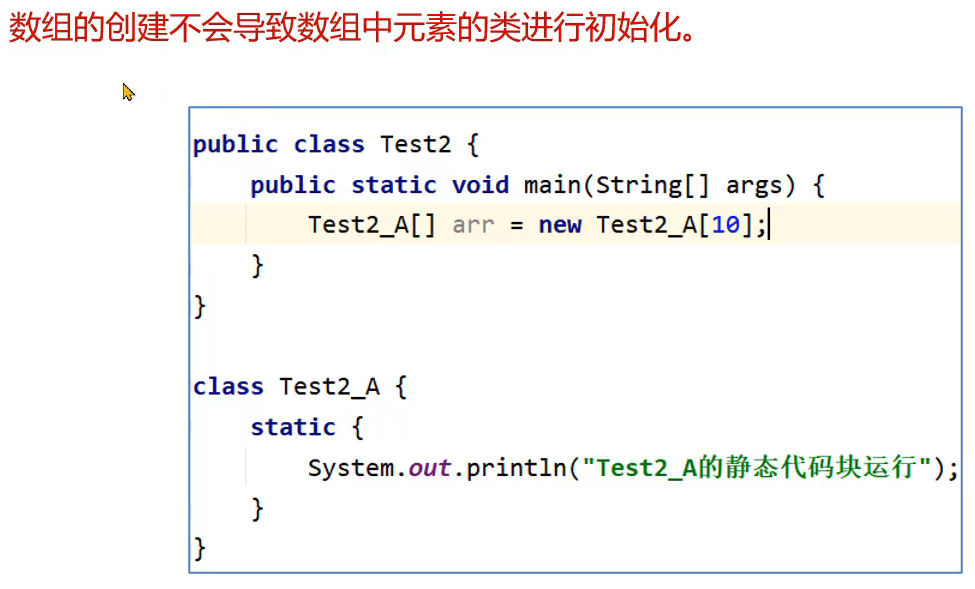 数组的创建不会导致数组中元素的类进行初始化。
public class Test2 {
public static void main(String[] args) {
Test2_A[] arr = new Test2_A[10];
}
}
class Test2_A {
static {
System.out.println("Test2_A的静态代码块运行");
}
}